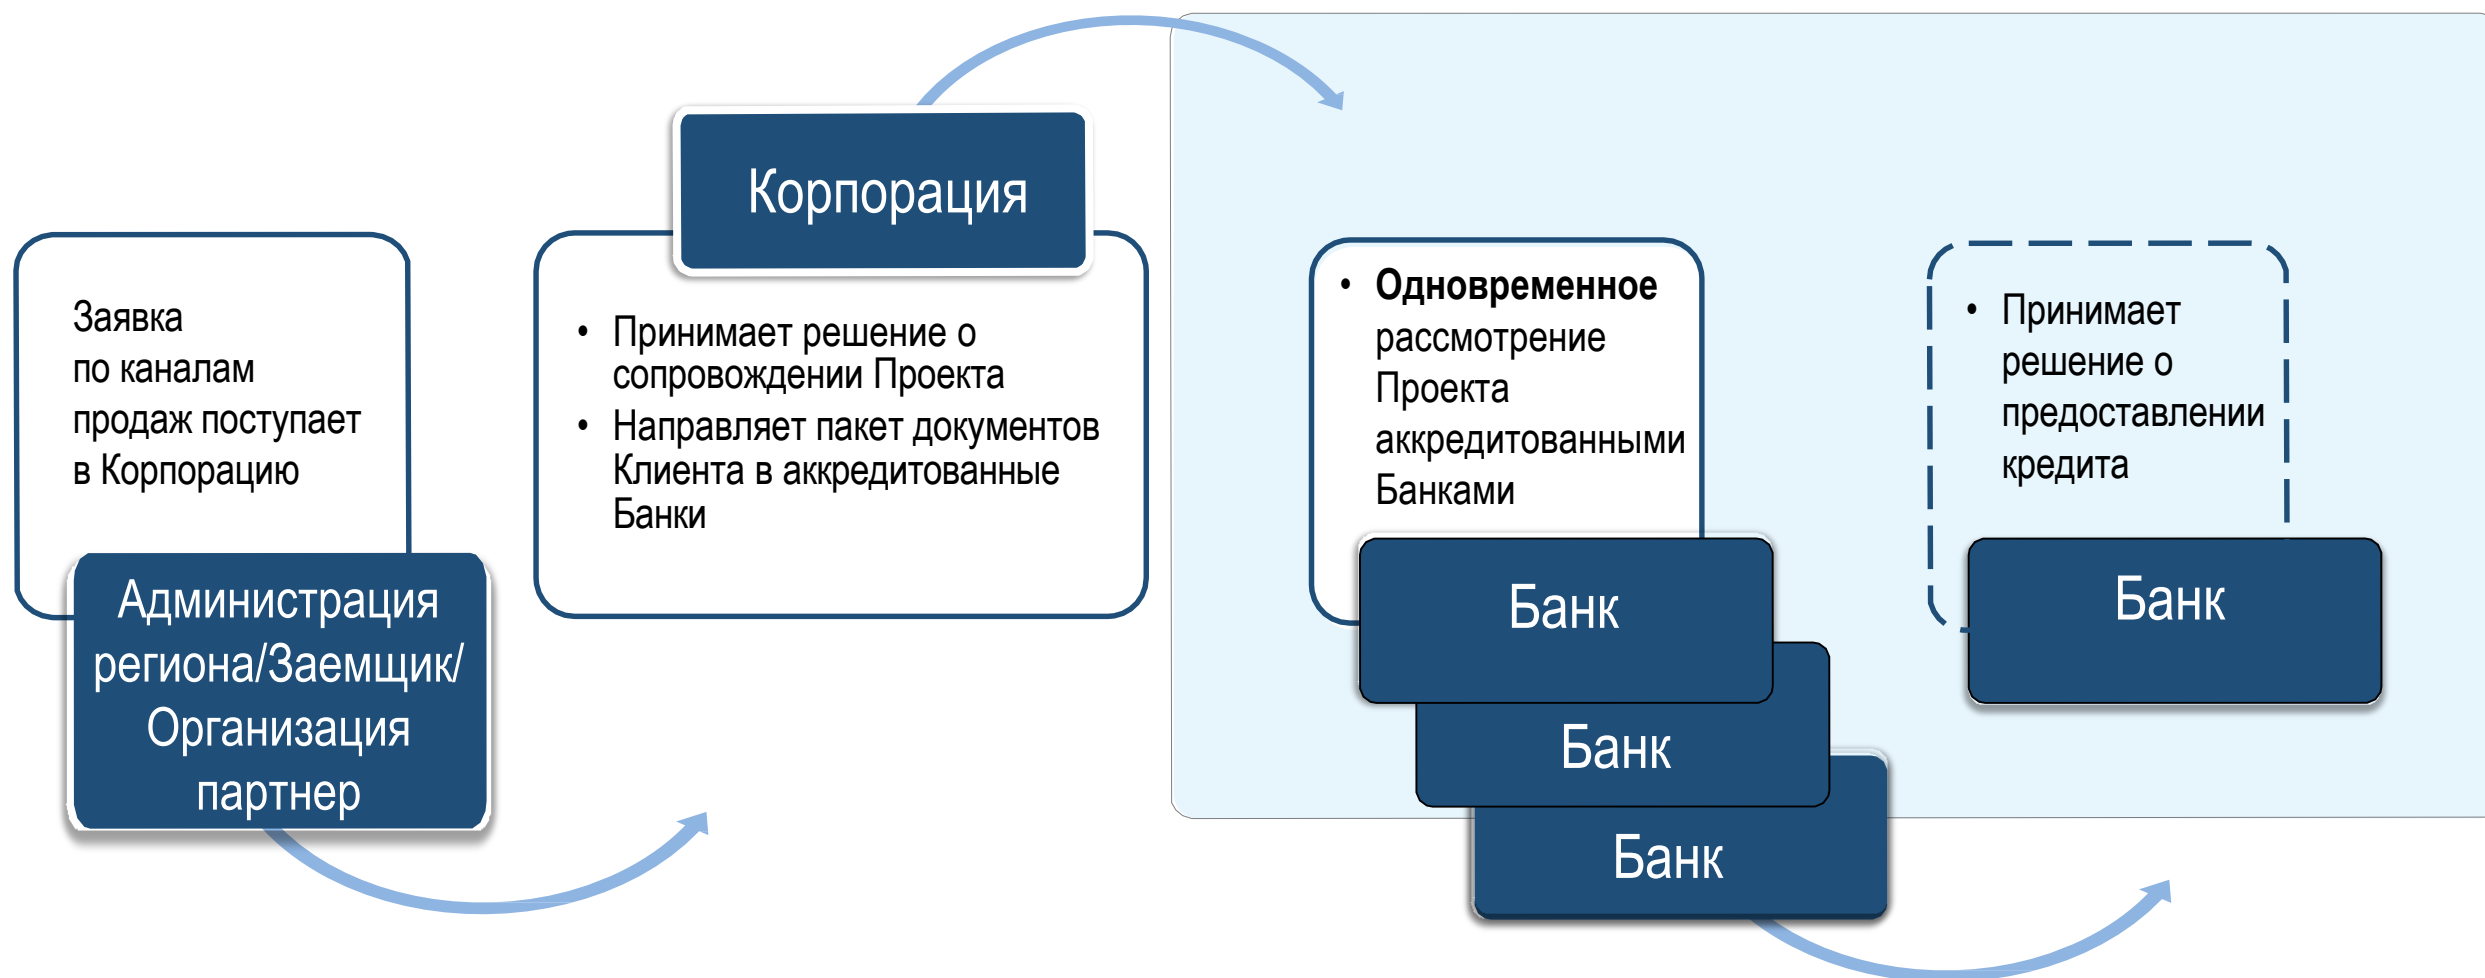 Заявка
по каналам
продаж поступает
в Корпорацию
Администрация
региона/Заемщик/
Организация
партнер
Корпорация
• Принимает решение о
сопровождении Проекта
• Направляет пакет документов
Клиента в аккредитованные
Банки
• Одновременное
рассмотрение
Проекта
аккредитованными
Банками
Банк
Банк
Банк
• Принимает
решение о
предоставлении
кредита
Банк